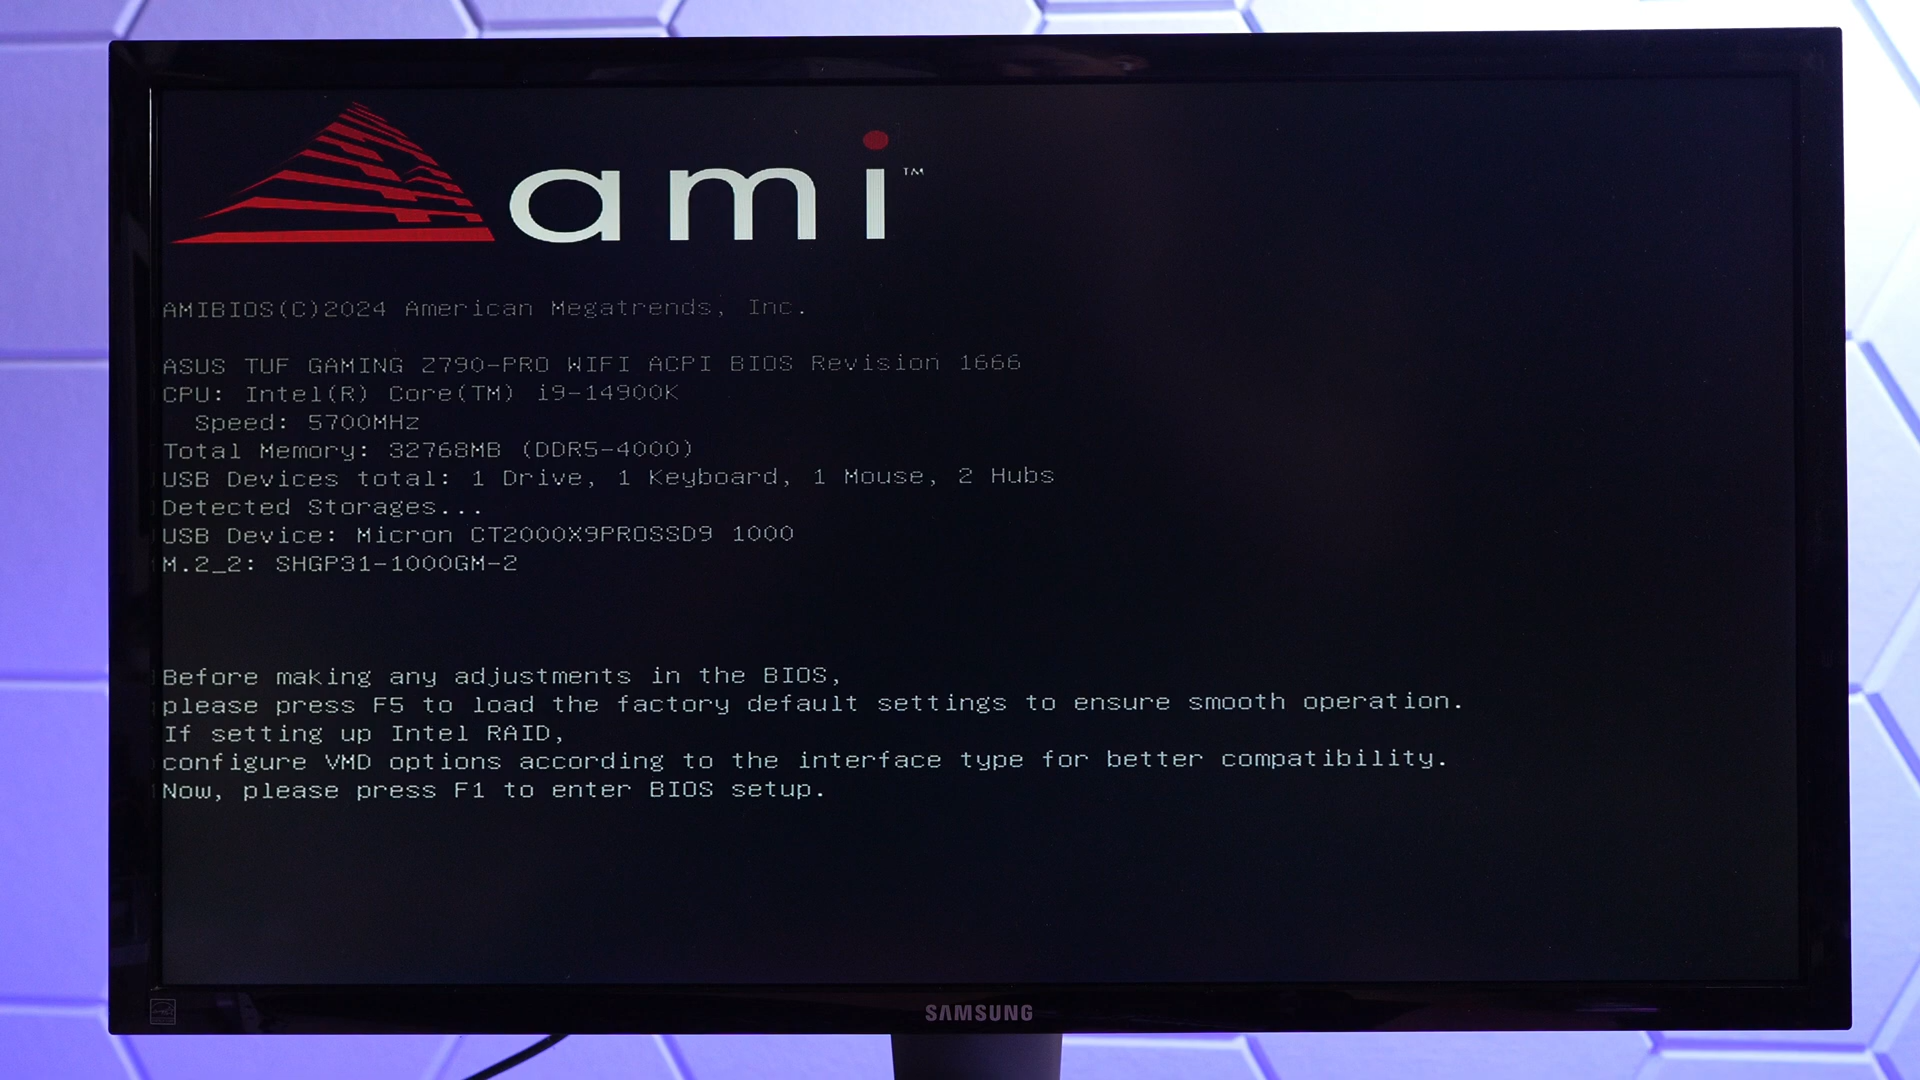 ami™
AMIBIOS(C)2024 American Megatrends, Inc.
ASUS TUF GAMING Z790-PRO WIFI ACPI BIOS Revision 1666
CPU: Intel(R) Core(TM) i9-14900K
Speed: 5700MHz
Total Memory: 32768MB (DDR5-4000)
USB Devices total: 1 Drive, 1 Keyboard, 1 Mouse, 2 Hubs
Detected Storages...
USB Device: Micron CT2000X9PROSSD9 1000
M.2_2: SHGP31-1000GM-2
Before making any adjustments in the BIOS,
please press F5 to load the factory default settings to ensure smooth operation.
If setting up Intel RAID,
configure VMD options according to the interface type for better compatibility.
Now, please press F1 to enter BIOS setup.
SAMSUNG